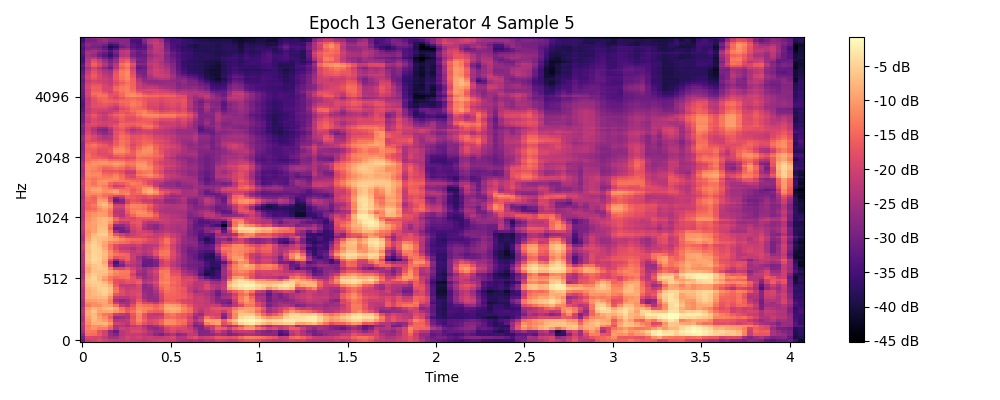 Epoch 13 Generator 4 Sample 5
Hz
4096
2048
1024
512
0
0
0.5
1
1.5
2
2.5
3
3.5
4
Time
-5 dB
-10 dB
-15 dB
-20 dB
-25 dB
-30 dB
-35 dB
-40 dB
-45 dB